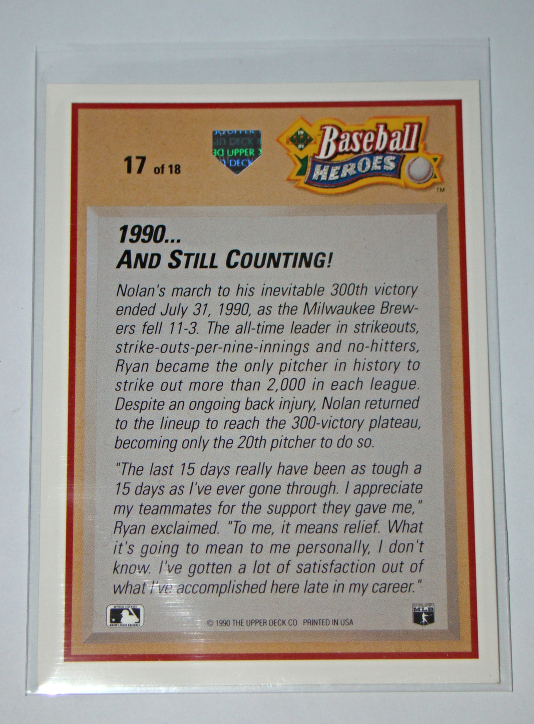 17 of 18
Baseball
HEROES
TM
UPPER
DECK
1990...
AND STILL COUNTING!
Nolan's march to his inevitable 300th victory
ended July 31, 1990, as the Milwaukee Brew-
ers fell 11-3. The all-time leader in strikeouts,
strike-outs-per-nine-innings and no-hitters,
Ryan became the only pitcher in history to
strike out more than 2,000 in each league.
Despite an ongoing back injury, Nolan returned
to the lineup to reach the 300-victory plateau,
becoming only the 20th pitcher to do so.
"The last 15 days really have been as tough a
15 days as I've ever gone through. I appreciate
my teammates for the support they gave me,"
Ryan exclaimed. "To me, it means relief. What
it's going to mean to me personally, I don't
know. I've gotten a lot of satisfaction out of
what I've accomplished here late in my career."
© 1990 THE UPPER DECK CO. PRINTED IN USA